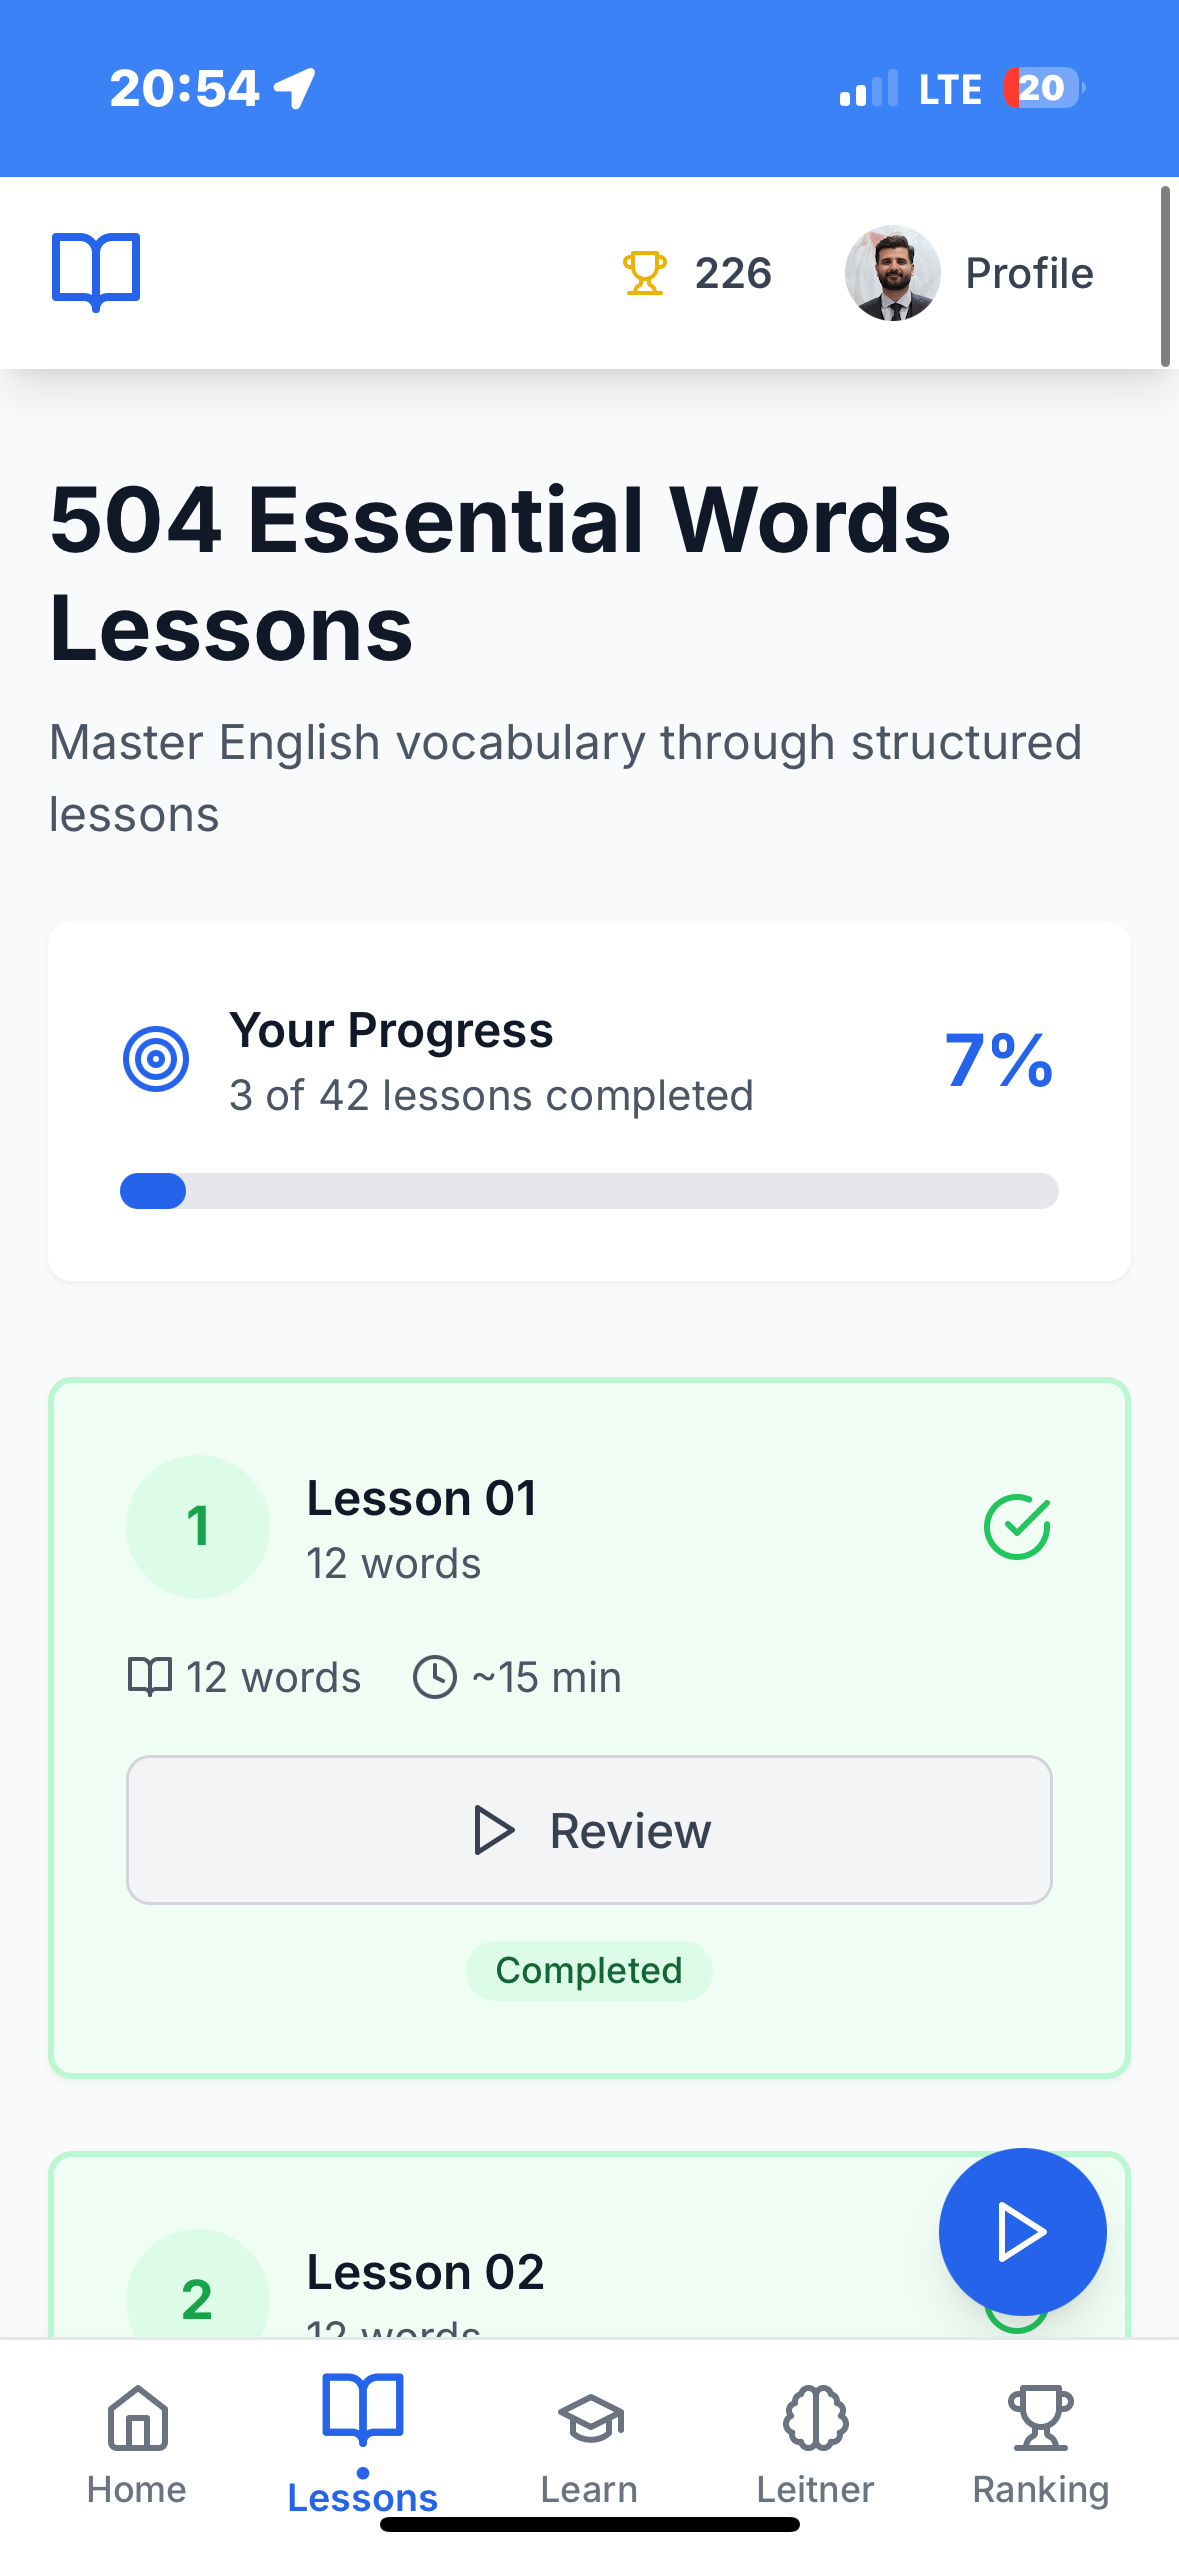 20:54
LTE
20
226
Profile
504 Essential Words
Lessons
Master English vocabulary through structured
lessons
Your Progress
3 of 42 lessons completed
7%
1
Lesson 01
12 words
12 words
~15 min
Review
Completed
2
Lesson 02
12 words
Home
Lessons
Learn
Leitner
Ranking